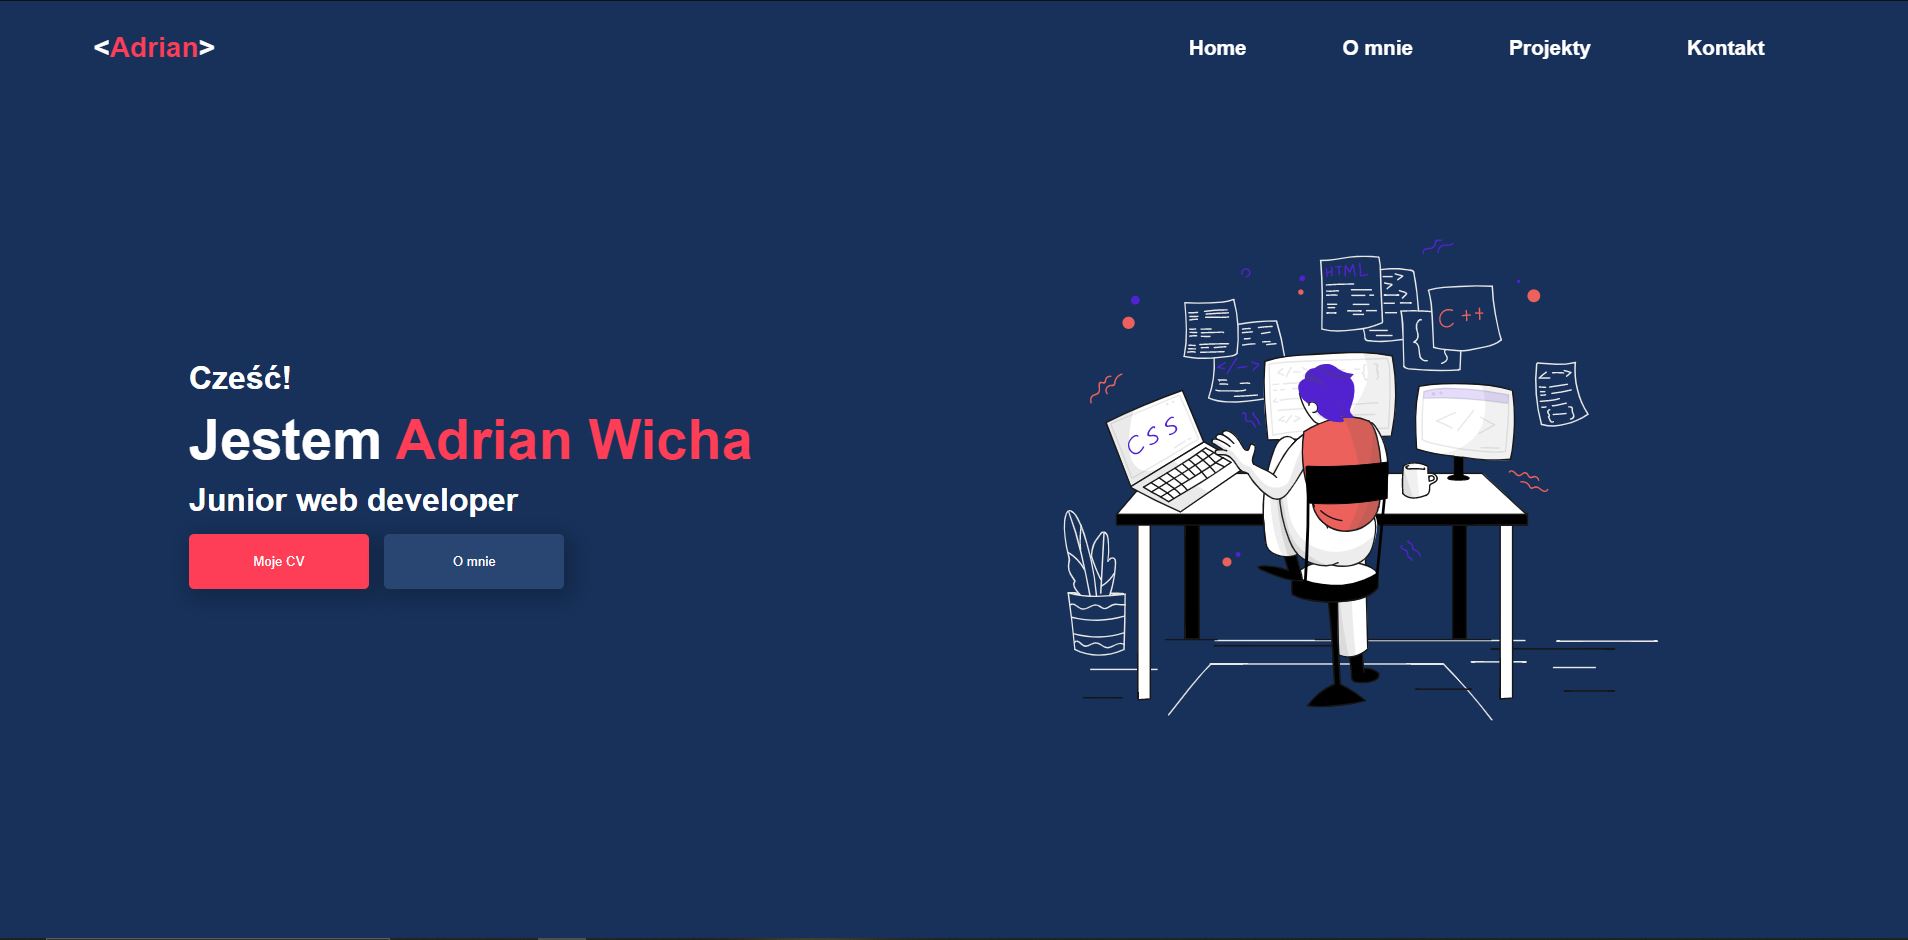 <Adrian>
Home
O mnie
Projekty
Kontakt
Cześć!
Jestem Adrian Wicha
Junior web developer
Moje CV
O mnie
HTML
C ++
{ }
</-->
< - >
{ }
CSS
</>
</>